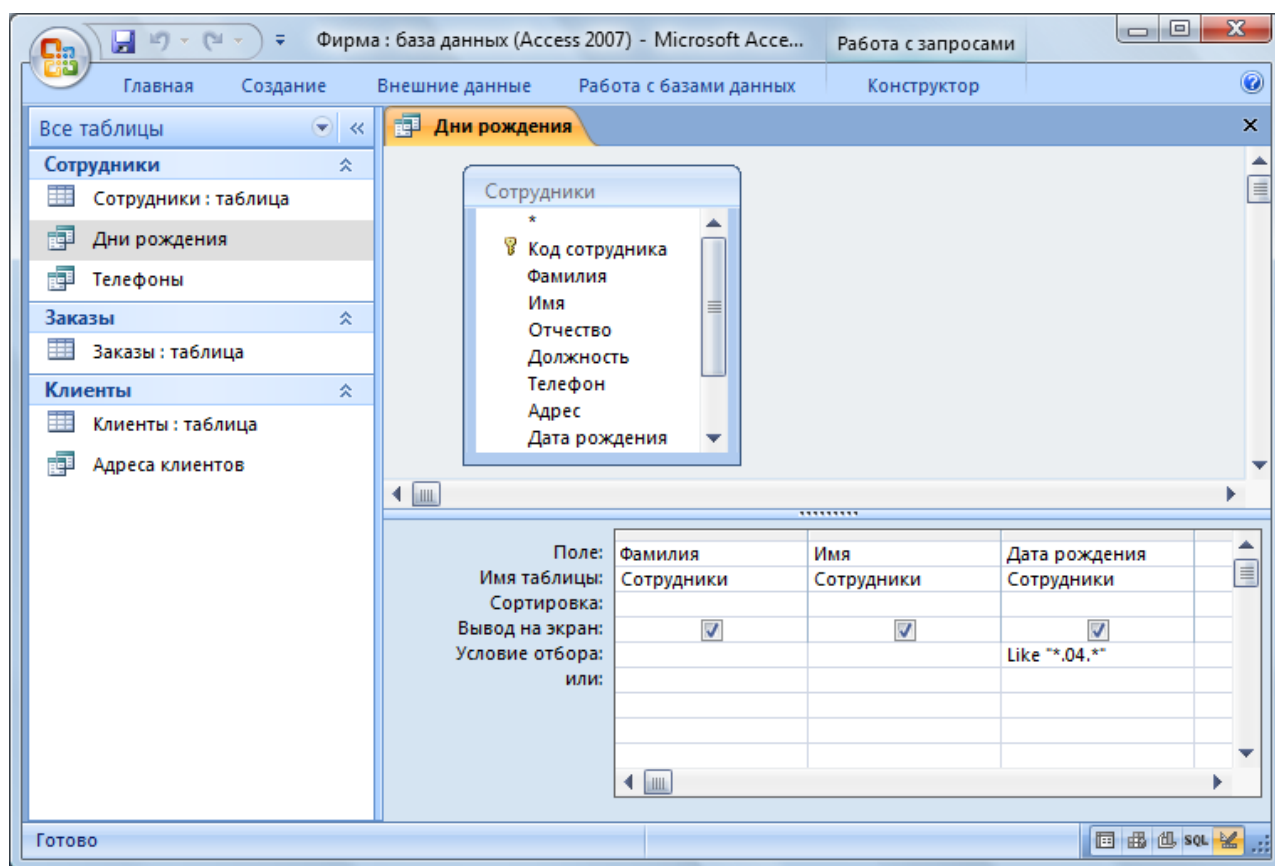 Фирма : база данных (Access 2007) - Microsoft Acce... Работа с запросами
Главная Создание Внешние данные Работа с базами данных Конструктор
Все таблицы
Сотрудники
Сотрудники : таблица
Дни рождения
Телефоны
Заказы
Заказы : таблица
Клиенты
Клиенты : таблица
Адреса клиентов
Дни рождения
Сотрудники
*
Код сотрудника
Фамилия
Имя
Отчество
Должность
Телефон
Адрес
Дата рождения
Поле: Фамилия Имя Дата рождения
Имя таблицы: Сотрудники Сотрудники Сотрудники
Сортировка:
Вывод на экран:
Условие отбора: Like "*.04.*"
или:
Готово SQL